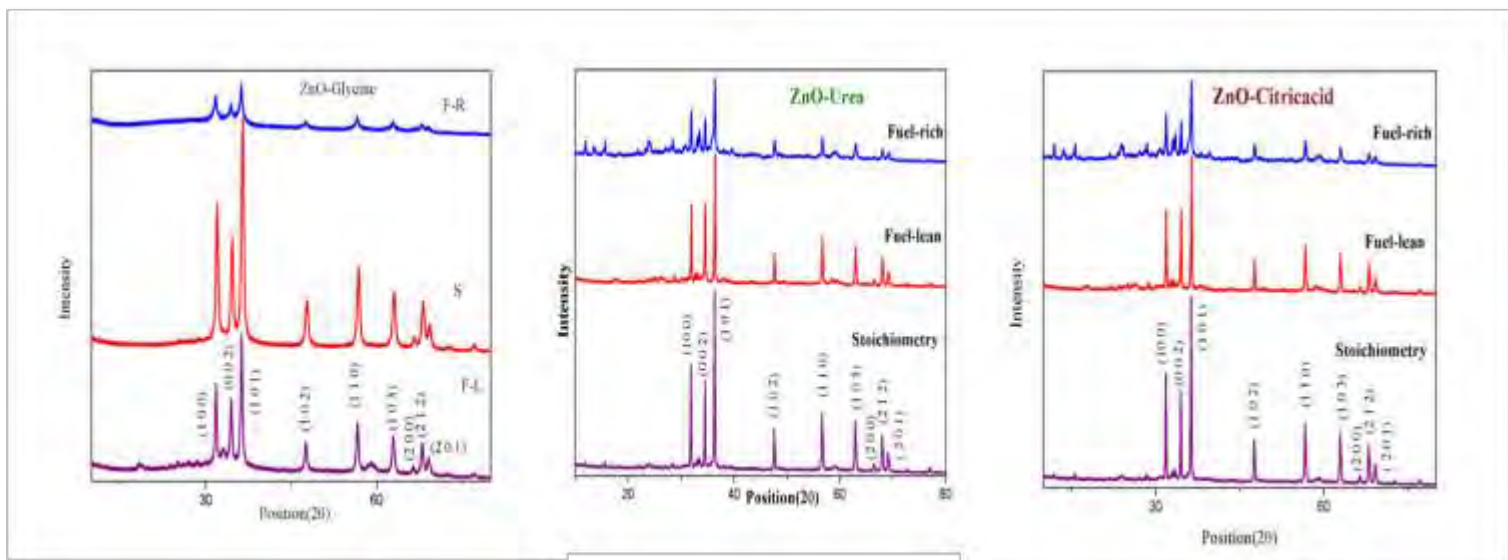 ZnO-Glycine
F-R
S
F-L
(1 0 0)
(0 0 2)
(1 0 1)
(1 0 2)
(1 1 0)
(1 0 3)
(2 0 0)
(2 1 2)
(2 0 1)
Intensity
30
60
Position(2θ)
ZnO-Urea
Fuel-rich
Fuel-lean
Stoichiometry
(1 0 0)
(0 0 2)
(1 0 1)
(1 0 2)
(1 1 0)
(1 0 3)
(2 0 0)
(2 1 2)
(2 0 1)
Intensity
20
40
60
80
Position(2θ)
ZnO-Citricacid
Fuel-rich
Fuel-lean
Stoichiometry
(1 0 0)
(0 0 2)
(1 0 1)
(1 0 2)
(1 1 0)
(1 0 3)
(2 0 0)
(2 1 2)
(2 0 1)
Intensity
30
60
Position(2θ)